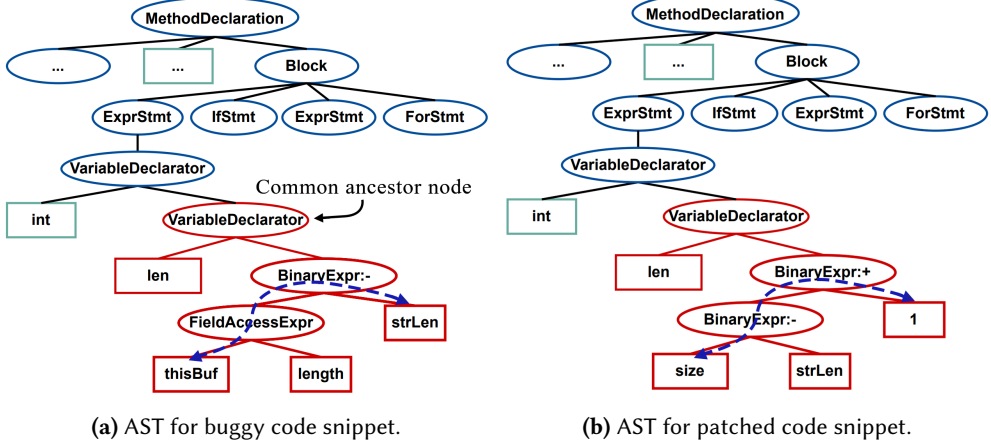 MethodDeclaration
...
...
Block
ExprStmt
IfStmt
ExprStmt
ForStmt
VariableDeclarator
Common ancestor node
int
VariableDeclarator
len
BinaryExpr:-
FieldAccessExpr
strLen
thisBuf
length
(a) AST for buggy code snippet.
MethodDeclaration
...
...
Block
ExprStmt
IfStmt
ExprStmt
ForStmt
VariableDeclarator
int
VariableDeclarator
len
BinaryExpr:+
BinaryExpr:-
1
size
strLen
(b) AST for patched code snippet.